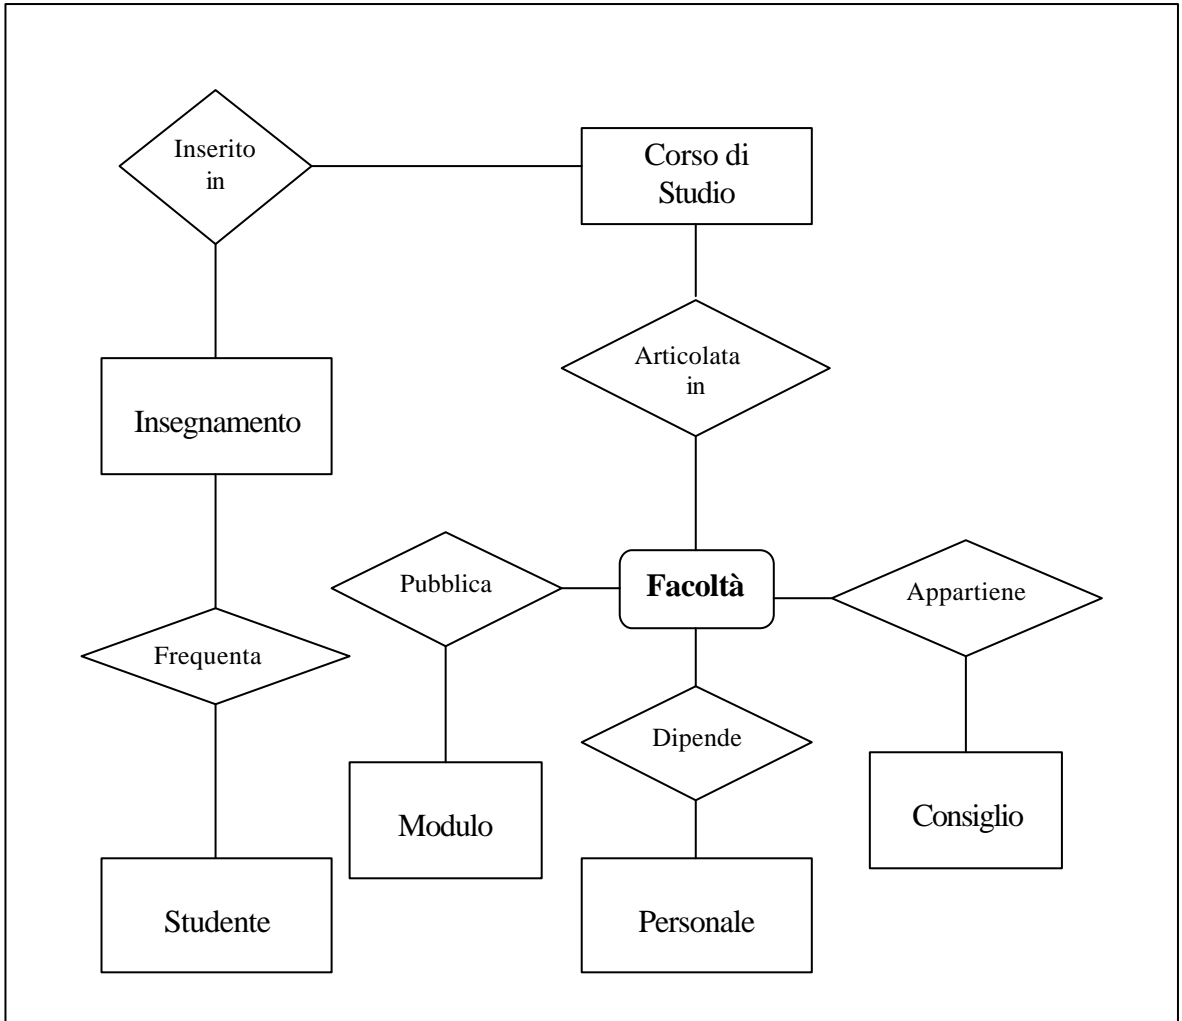 Inserito
in
Corso di
Studio
Articolata
in
Insegnamento
Pubblica
Facoltà
Appartiene
Frequenta
Dipende
Modulo
Consiglio
Studente
Personale